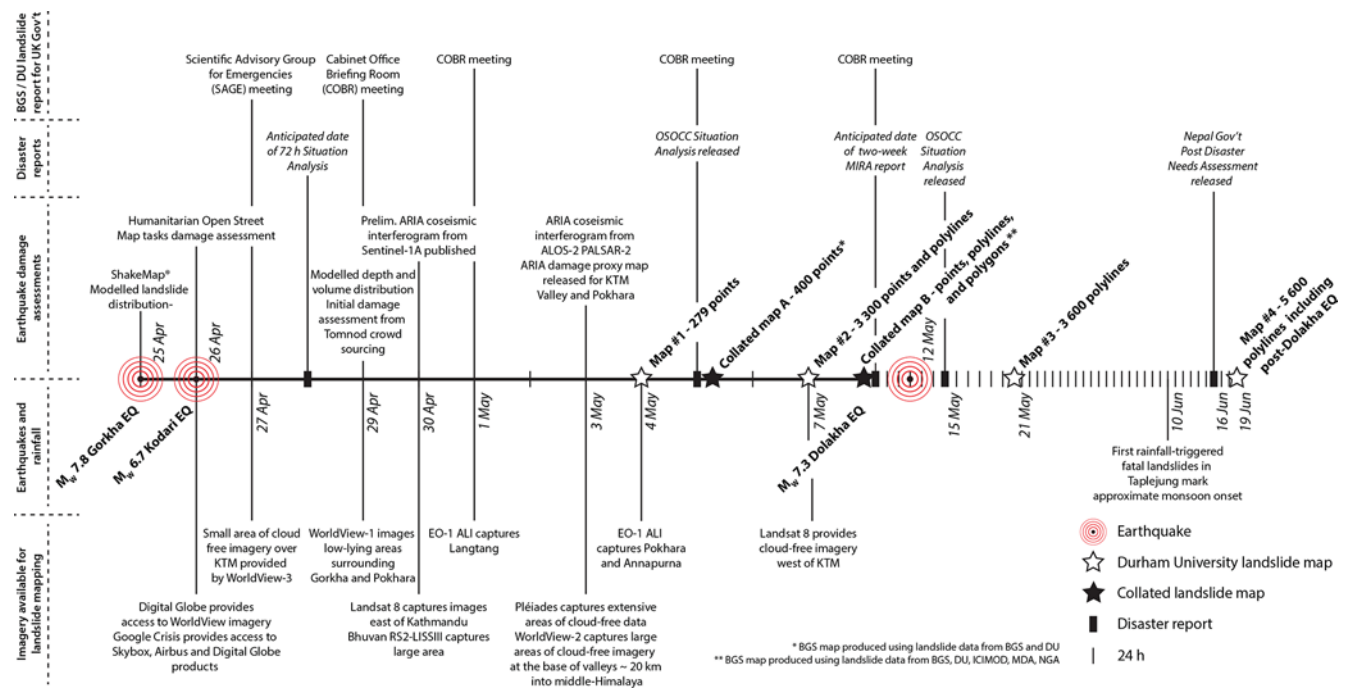 BGS / DU landslide
report for UK Gov't
Disaster
reports
Earthquake damage
assessments
Earthquakes and
rainfall
Imagery available for
landslide mapping
Scientific Advisory Group
for Emergencies
(SAGE) meeting
Cabinet Office
Briefing Room
(COBR) meeting
COBR meeting
COBR meeting
COBR meeting
Anticipated date
of 72 h Situation
Analysis
OSOCC Situation
Analysis released
Anticipated date
of two-week
MIRA report
OSOCC
Situation
Analysis
released
Nepal Gov't
Post Disaster
Needs Assessment
released
Humanitarian Open Street
Map tasks damage assessment
ShakeMap*
Modelled landslide
distribution-
Modelled depth and
volume distribution
Initial damage
assessment from
Tomnod crowd
sourcing
Prelim. ARIA coseismic
interferogram from
Sentinel-1A published
ARIA coseismic
interferogram from
ALOS-2 PALSAR-2
ARIA damage proxy map
released for KTM
Valley and Pokhara
Map #1 - 279 points
Collated map A - 400 points*
Map #2 - 3 300 points and polylines
Collated map B - points, polylines,
and polygons **
Map #3 - 3 600 polylines
Map #4 - 5 600
polylines including
post-Dolakha EQ
25 Apr
26 Apr
27 Apr
29 Apr
30 Apr
1 May
3 May
4 May
7 May
12 May
15 May
21 May
10 Jun
16 Jun
19 Jun
Mw 7.8 Gorkha EQ
Mw 6.7 Kodari EQ
Mw 7.3 Dolakha EQ
First rainfall-triggered
fatal landslides in
Taplejung mark
approximate monsoon onset
Small area of cloud
free imagery over
KTM provided
by WorldView-3
WorldView-1 images
low-lying areas
surrounding
Gorkha and Pokhara
EO-1 ALI captures
Langtang
EO-1 ALI
captures Pokhara
and Annapurna
Landsat 8 provides
cloud-free imagery
west of KTM
Digital Globe provides
access to WorldView imagery
Google Crisis provides access to
Skybox, Airbus and Digital Globe
products
Landsat 8 captures images
east of Kathmandu
Bhuvan RS2-LISSIII captures
large area
Pléiades captures extensive
areas of cloud-free data
WorldView-2 captures large
areas of cloud-free imagery
at the base of valleys ~ 20 km
into middle-Himalaya
Earthquake
Durham University landslide map
Collated landslide map
Disaster report
24 h
* BGS map produced using landslide data from BGS and DU
** BGS map produced using landslide data from BGS, DU, ICIMOD, MDA, NGA